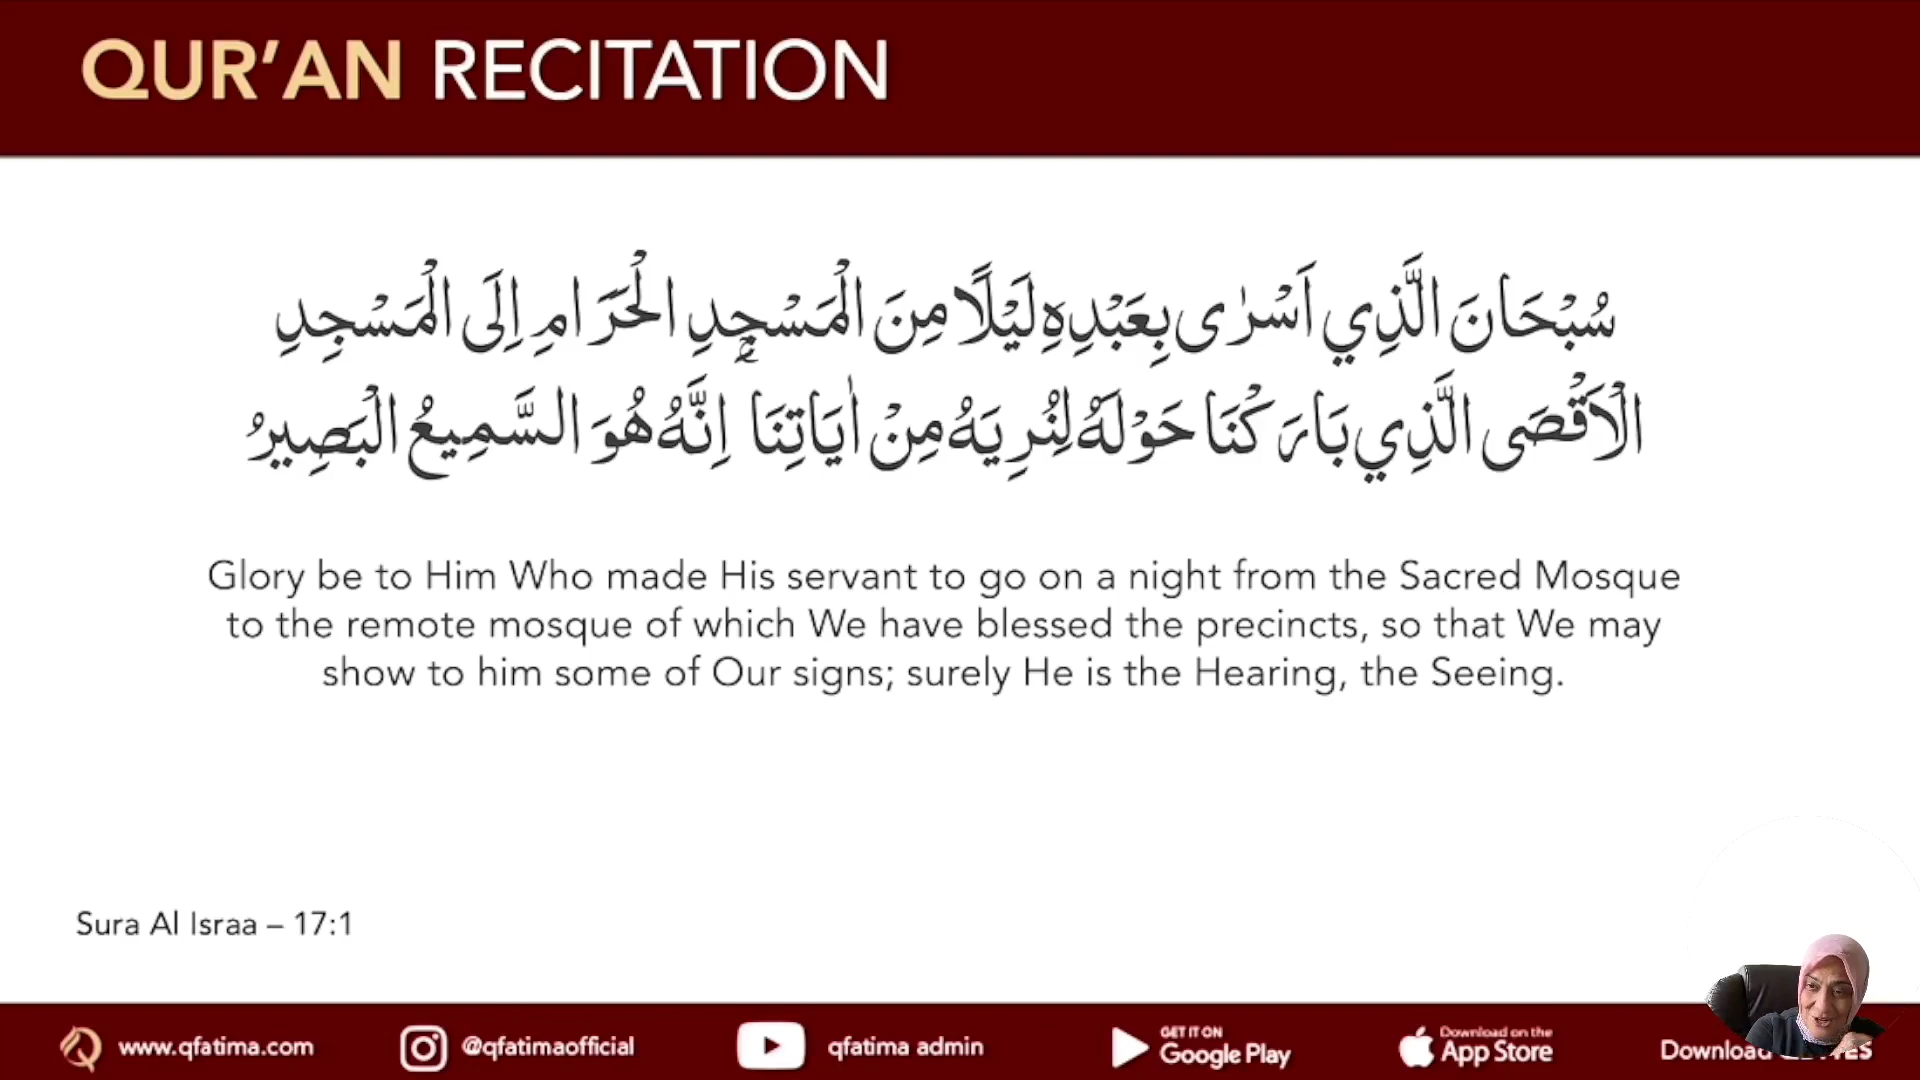 QUR'AN RECITATION
سُبْحَانَ الَّذِي اَسْرٰى بِعَبْدِهِ لَيْلًا مِنَ الْمَسْجِدِ الْحَرَامِ اِلَى الْمَسْجِدِ
الْاَقْصَى الَّذِي بَارَكْنَا حَوْلَهُ لِنُرِيَهُ مِنْ اٰيَاتِنَا اِنَّهُ هُوَ السَّمِيعُ الْبَصِيرُ
Glory be to Him Who made His servant to go on a night from the Sacred Mosque
to the remote mosque of which We have blessed the precincts, so that We may
show to him some of Our signs; surely He is the Hearing, the Seeing.
Sura Al Israa – 17:1
www.qfatima.com
@qfatimaofficial
qfatima admin
GET IT ON
Google Play
Download on the
App Store
Download